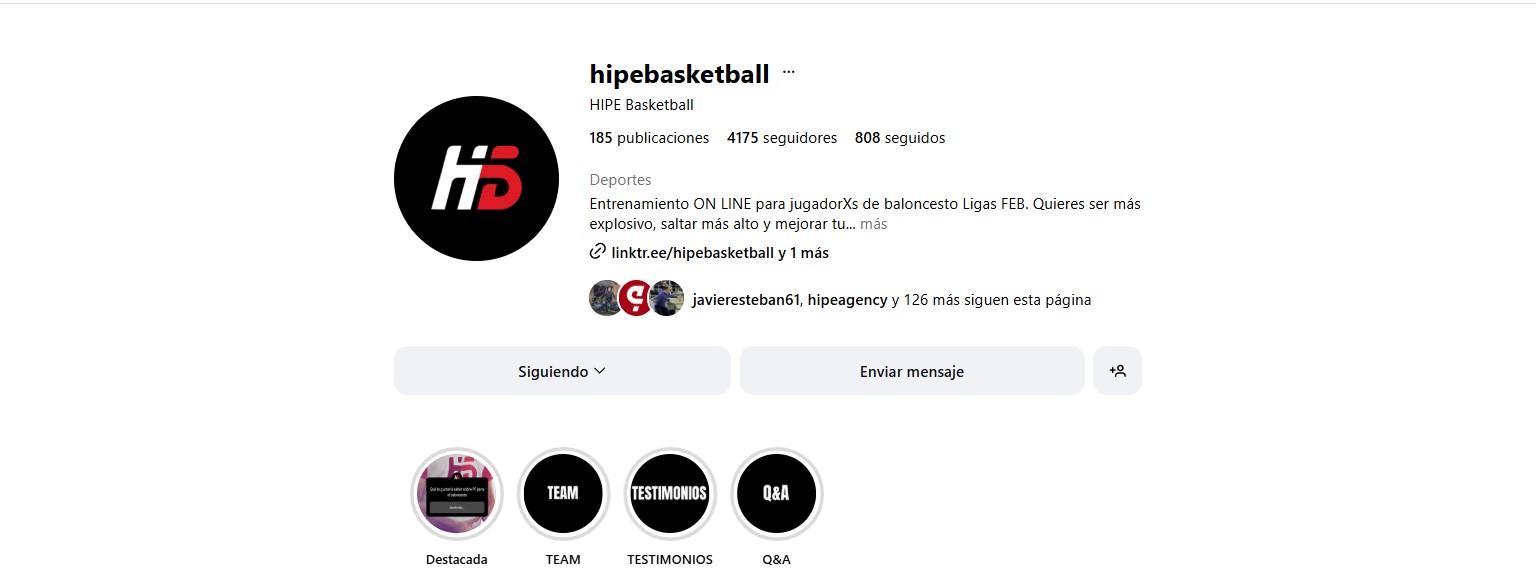 hipebasketball ...
HIPE Basketball
185 publicaciones 4175 seguidores 808 seguidos
Deportes
Entrenamiento ON LINE para jugadorXs de baloncesto Ligas FEB. Quieres ser más
explosivo, saltar más alto y mejorar tu... más
linktr.ee/hipebasketball y 1 más
javieresteban61, hipeagency y 126 más siguen esta página
Siguiendo
Enviar mensaje
HB
TEAM
TESTIMONIOS
Q&A
Destacada
TEAM
TESTIMONIOS
Q&A